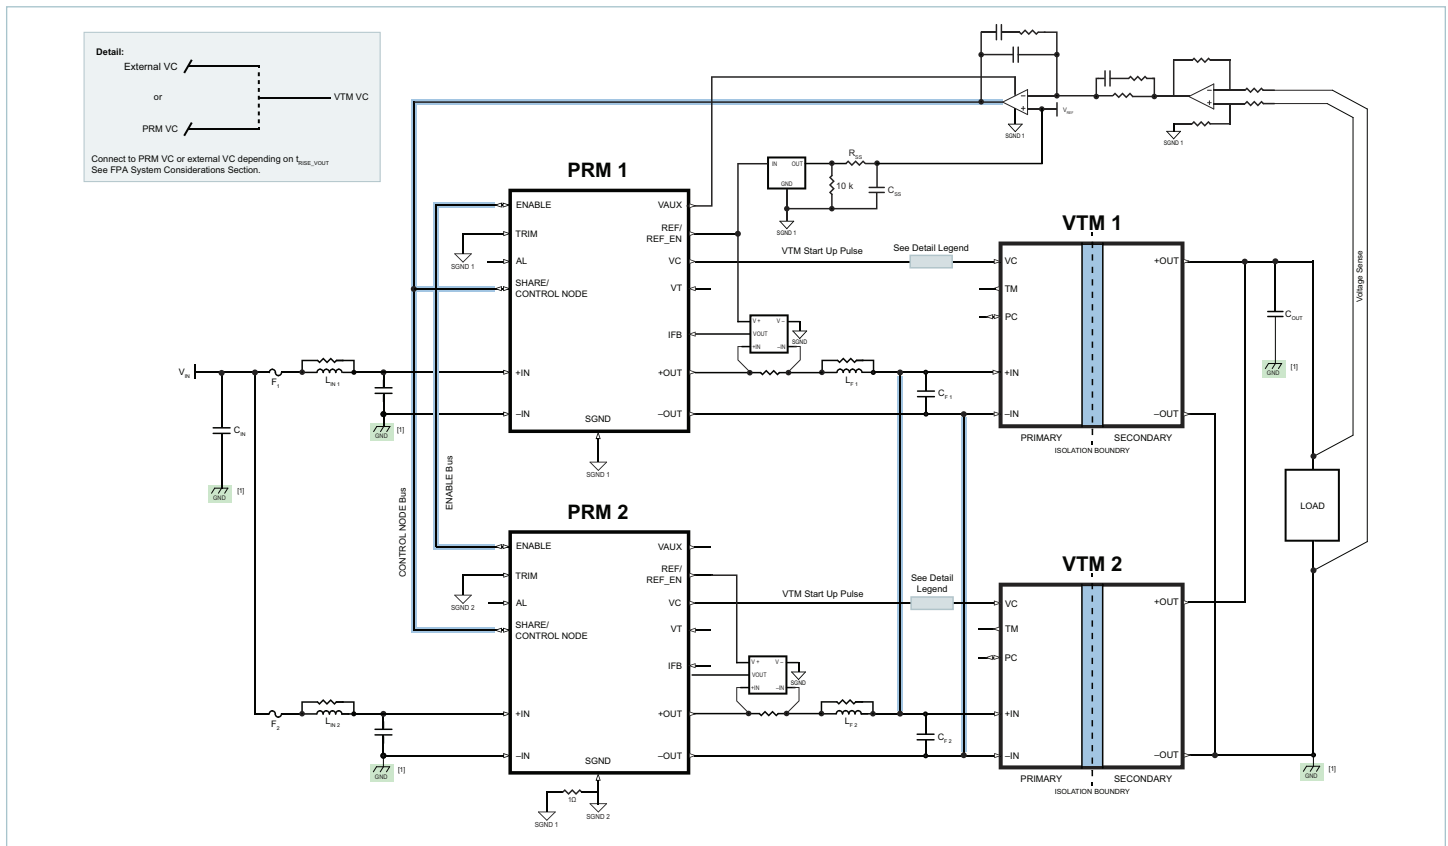 Detail:
External VC
or
PRM VC
VTM VC
Connect to PRM VC or external VC depending on tRISE_VOUT
See FPA System Considerations Section.
VREF
SGND 1
SGND 1
Voltage Sense
IN
OUT
GND
RSS
10 k
CSS
SGND 1
PRM 1
ENABLE
TRIM
AL
SHARE/
CONTROL NODE
+IN
–IN
VAUX
REF/
REF_EN
VC
VT
IFB
+OUT
–OUT
SGND
SGND 1
SGND 1
VTM Start Up Pulse
See Detail Legend
V +
V –
VOUT
+IN
–IN
SGND
LF 1
CF 1
VTM 1
VC
TM
PC
+IN
–IN
+OUT
–OUT
PRIMARY
SECONDARY
ISOLATION BOUNDRY
COUT
GND
[1]
LOAD
VIN
F1
LIN 1
CIN
GND
[1]
GND
[1]
CONTROL NODE Bus
ENABLE Bus
PRM 2
ENABLE
TRIM
AL
SHARE/
CONTROL NODE
+IN
–IN
VAUX
REF/
REF_EN
VC
VT
IFB
+OUT
–OUT
SGND
SGND 2
F2
LIN 2
GND
[1]
1Ω
SGND 1
SGND 2
VTM Start Up Pulse
See Detail
Legend
V +
V –
VOUT
+IN
–IN
SGND
LF 2
CF 2
VTM 2
VC
TM
PC
+IN
–IN
+OUT
–OUT
PRIMARY
SECONDARY
ISOLATION BOUNDRY
GND
[1]